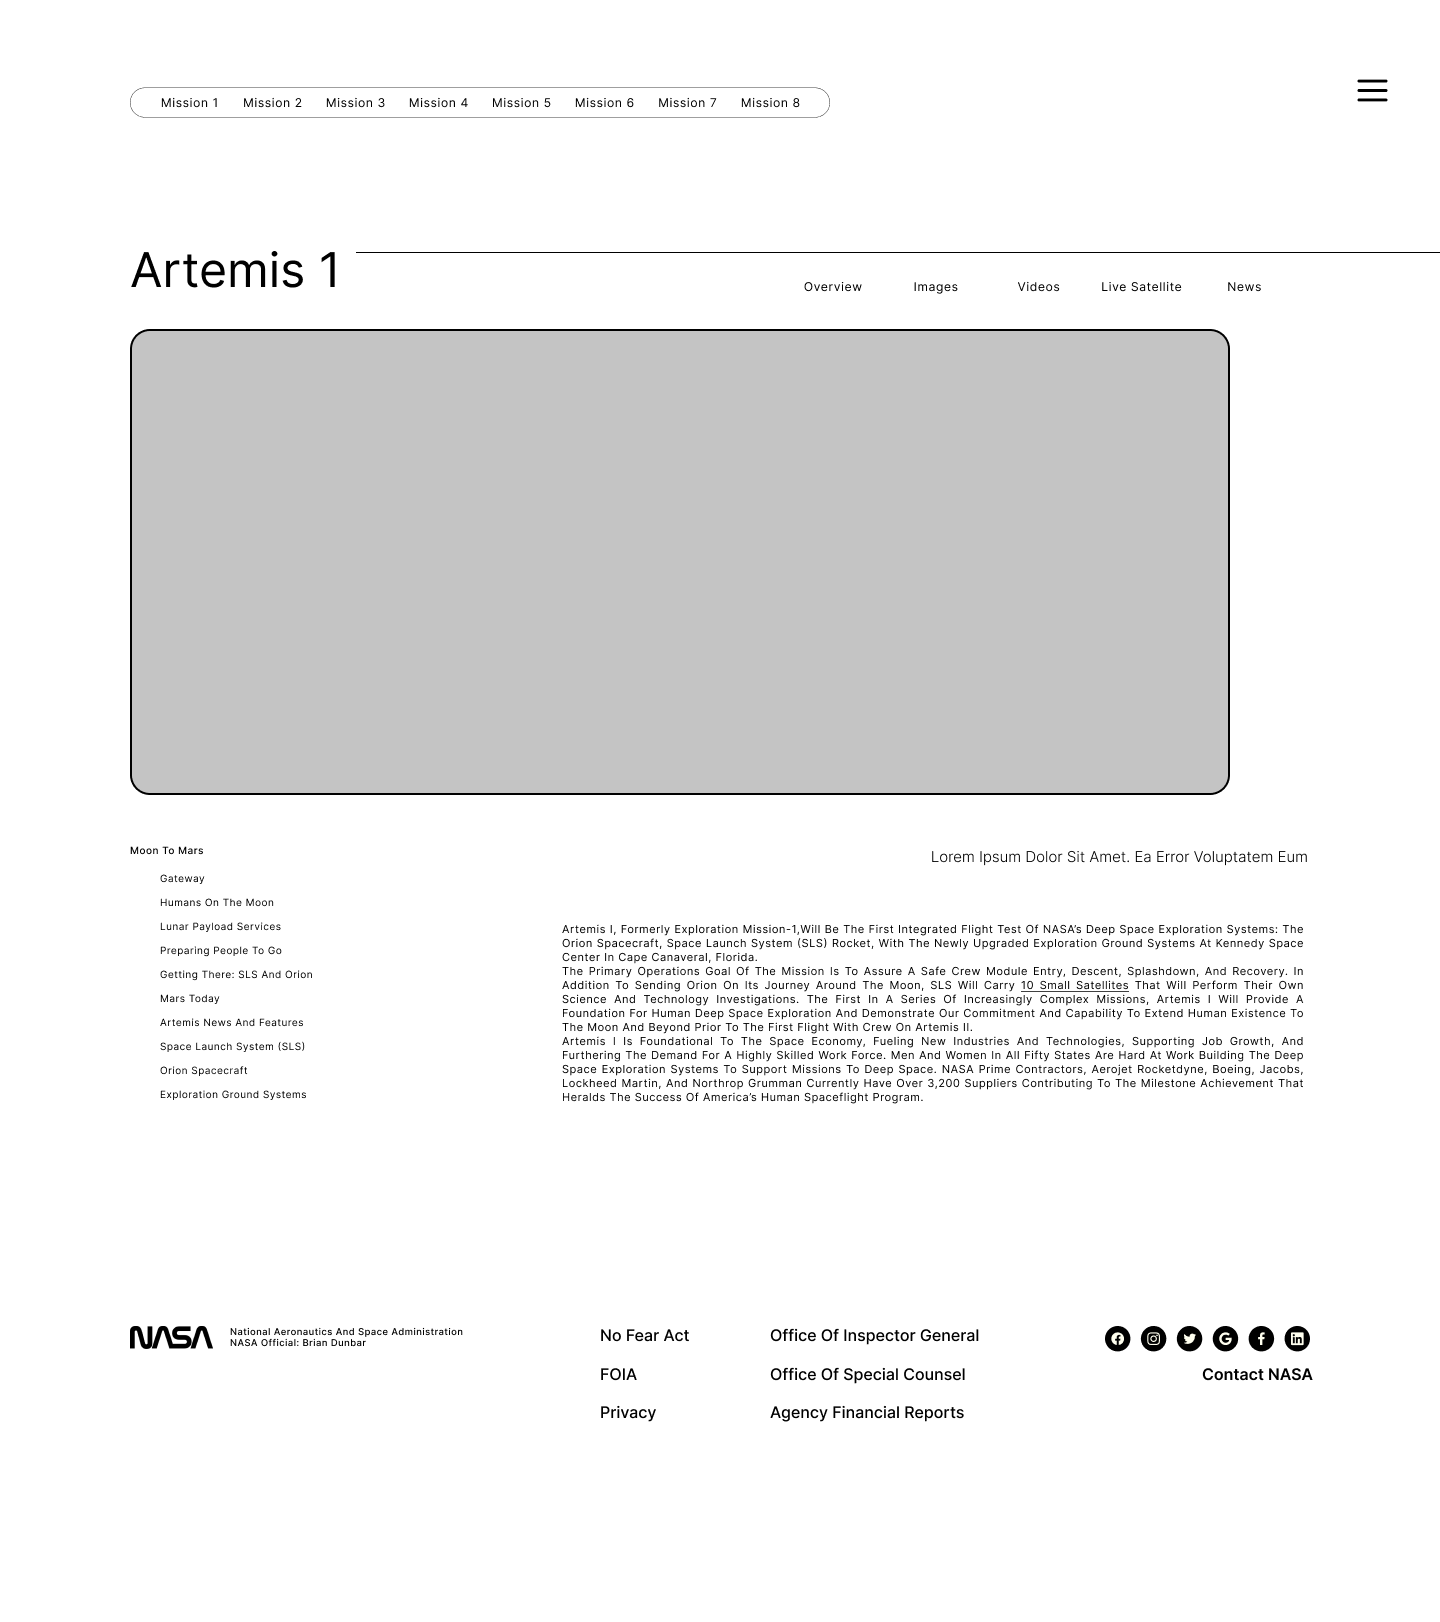 Mission 1 Mission 2 Mission 3 Mission 4 Mission 5 Mission 6 Mission 7 Mission 8
Artemis 1
Overview Images Videos Live Satellite News
Moon To Mars
Gateway
Humans On The Moon
Lunar Payload Services
Preparing People To Go
Getting There: SLS And Orion
Mars Today
Artemis News And Features
Space Launch System (SLS)
Orion Spacecraft
Exploration Ground Systems
Lorem Ipsum Dolor Sit Amet. Ea Error Voluptatem Eum
Artemis I, Formerly Exploration Mission-1,Will Be The First Integrated Flight Test Of NASA’s Deep Space Exploration Systems: The
Orion Spacecraft, Space Launch System (SLS) Rocket, With The Newly Upgraded Exploration Ground Systems At Kennedy Space
Center In Cape Canaveral, Florida.
The Primary Operations Goal Of The Mission Is To Assure A Safe Crew Module Entry, Descent, Splashdown, And Recovery. In
Addition To Sending Orion On Its Journey Around The Moon, SLS Will Carry 10 Small Satellites That Will Perform Their Own
Science And Technology Investigations. The First In A Series Of Increasingly Complex Missions, Artemis I Will Provide A
Foundation For Human Deep Space Exploration And Demonstrate Our Commitment And Capability To Extend Human Existence To
The Moon And Beyond Prior To The First Flight With Crew On Artemis II.
Artemis I Is Foundational To The Space Economy, Fueling New Industries And Technologies, Supporting Job Growth, And
Furthering The Demand For A Highly Skilled Work Force. Men And Women In All Fifty States Are Hard At Work Building The Deep
Space Exploration Systems To Support Missions To Deep Space. NASA Prime Contractors, Aerojet Rocketdyne, Boeing, Jacobs,
Lockheed Martin, And Northrop Grumman Currently Have Over 3,200 Suppliers Contributing To The Milestone Achievement That
Heralds The Success Of America’s Human Spaceflight Program.
NASA
National Aeronautics And Space Administration
NASA Official: Brian Dunbar
No Fear Act
FOIA
Privacy
Office Of Inspector General
Office Of Special Counsel
Agency Financial Reports
Contact NASA